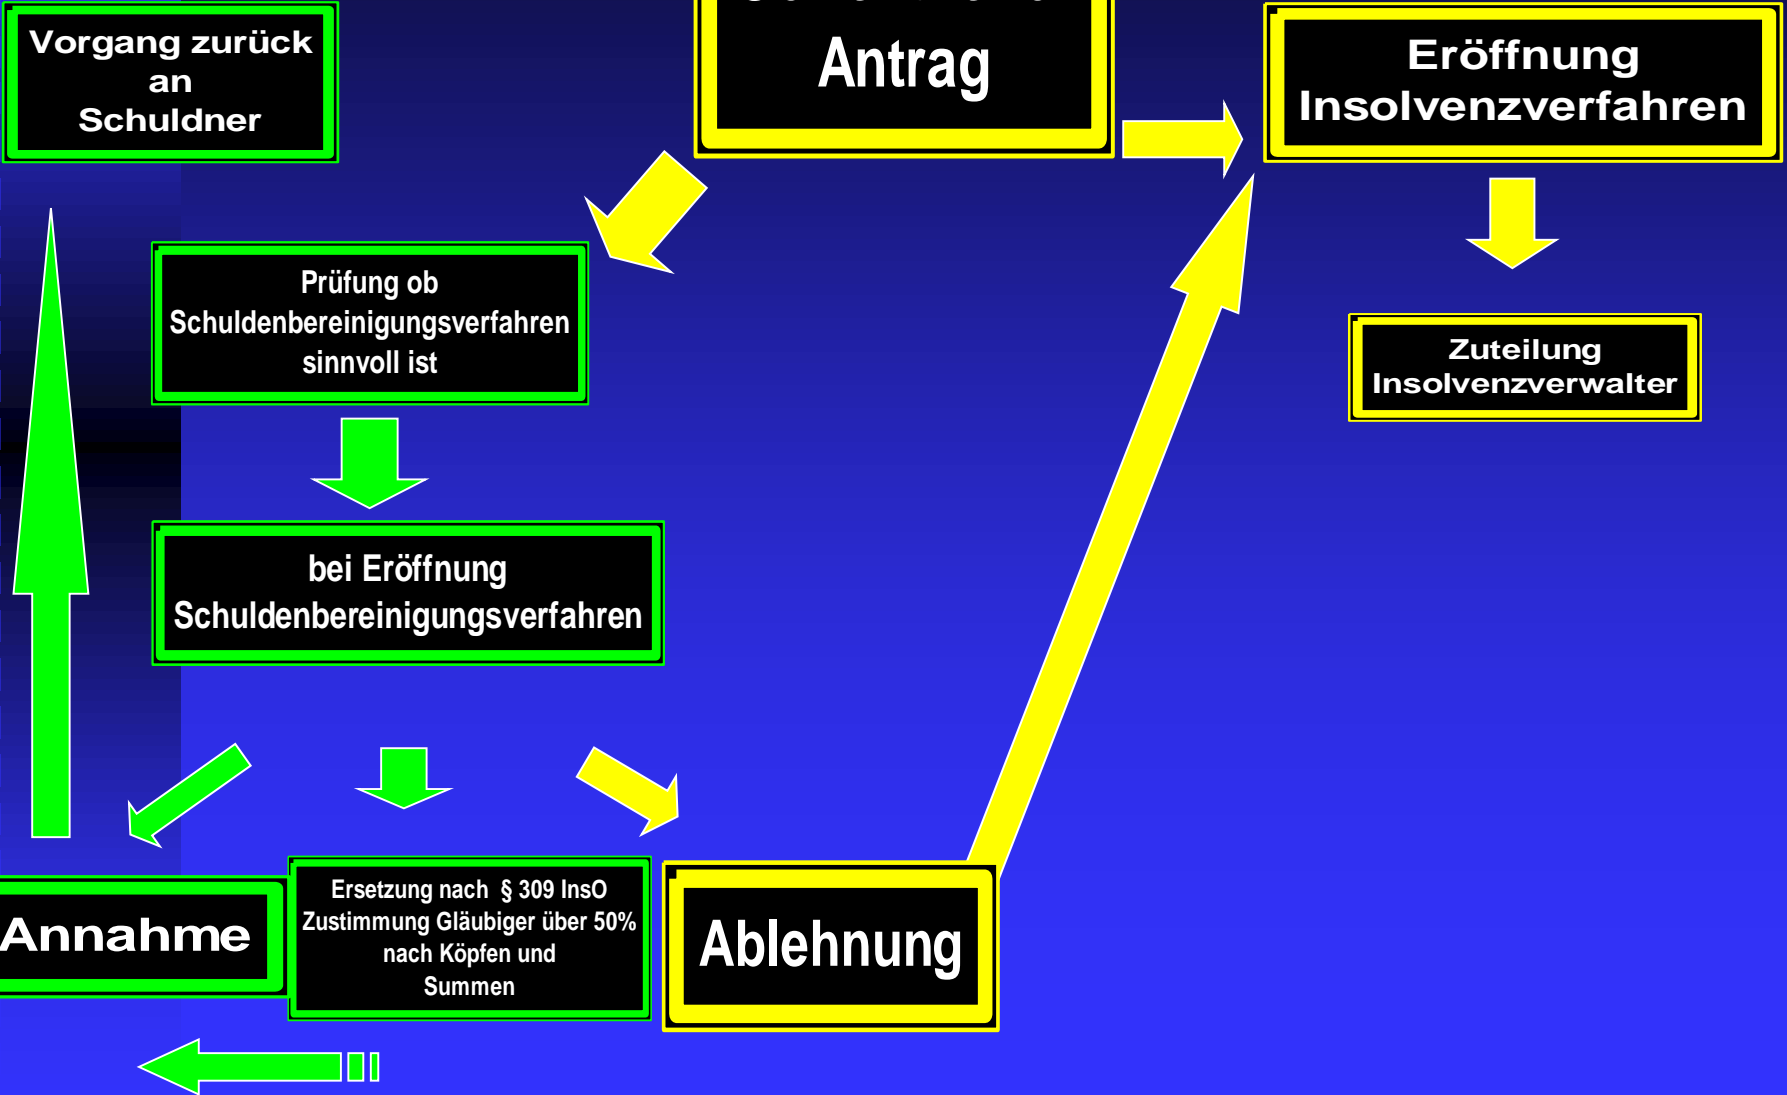 Vorgang zurück
an
Schuldner
Antrag
Eröffnung
Insolvenzverfahren
Prüfung ob
Schuldenbereinigungsverfahren
sinnvoll ist
Zuteilung
Insolvenzverwalter
bei Eröffnung
Schuldenbereinigungsverfahren
Annahme
Ersetzung nach § 309 InsO
Zustimmung Gläubiger über 50%
nach Köpfen und
Summen
Ablehnung